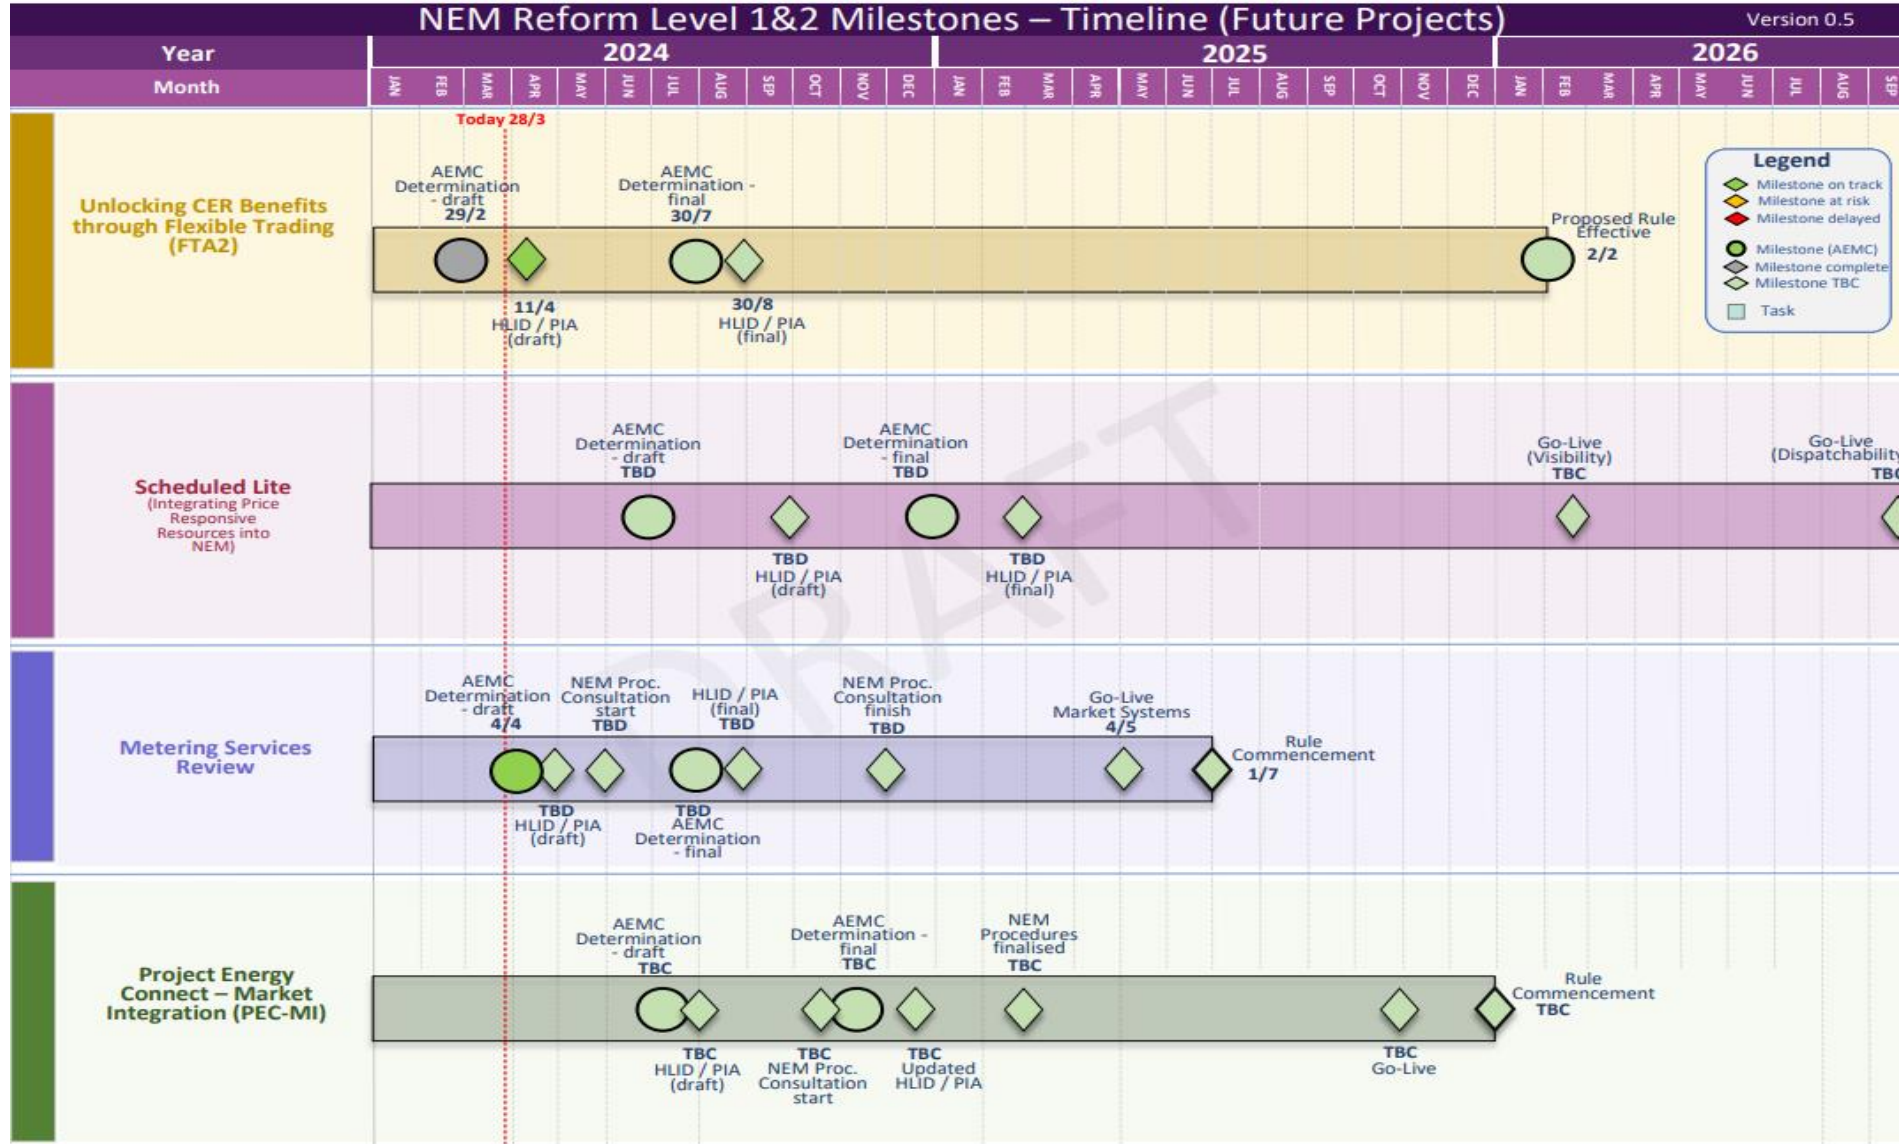 NEM Reform Level 1&2 Milestones – Timeline (Future Projects)
Version 0.5
Year
2024
2025
2026
Month
JAN FEB MAR APR MAY JUN JUL AUG SEP OCT NOV DEC JAN FEB MAR APR MAY JUN JUL AUG SEP OCT NOV DEC JAN FEB MAR APR MAY JUN JUL AUG SEP
Today 28/3
Unlocking CER Benefits
through Flexible Trading
(FTA2)
AEMC
Determination
- draft
29/2
11/4
HLID / PIA
(draft)
AEMC
Determination -
final
30/7
30/8
HLID / PIA
(final)
Proposed Rule
Effective
2/2
Legend
Milestone on track
Milestone at risk
Milestone delayed
Milestone (AEMC)
Milestone complete
Milestone TBC
Task
Scheduled Lite
(Integrating Price
Responsive
Resources into
NEM)
AEMC
Determination
- draft
TBD
TBD
HLID / PIA
(draft)
AEMC
Determination
- final
TBD
TBD
HLID / PIA
(final)
Go-Live
(Visibility)
TBC
Go-Live
(Dispatchability
TBC
DRAFT
Metering Services
Review
AEMC
Determination
- draft
4/4
TBD
HLID / PIA
(draft)
NEM Proc.
Consultation
start
TBD
TBD
AEMC
Determination
- final
HLID / PIA
(final)
TBD
NEM Proc.
Consultation
finish
TBD
Go-Live
Market Systems
4/5
Rule
Commencement
1/7
Project Energy
Connect – Market
Integration (PEC-MI)
AEMC
Determination
- draft
TBC
TBC
HLID / PIA
(draft)
TBC
NEM Proc.
Consultation
start
AEMC
Determination -
final
TBC
TBC
Updated
HLID / PIA
NEM
Procedures
finalised
TBC
TBC
Go-Live
Rule
Commencement
TBC